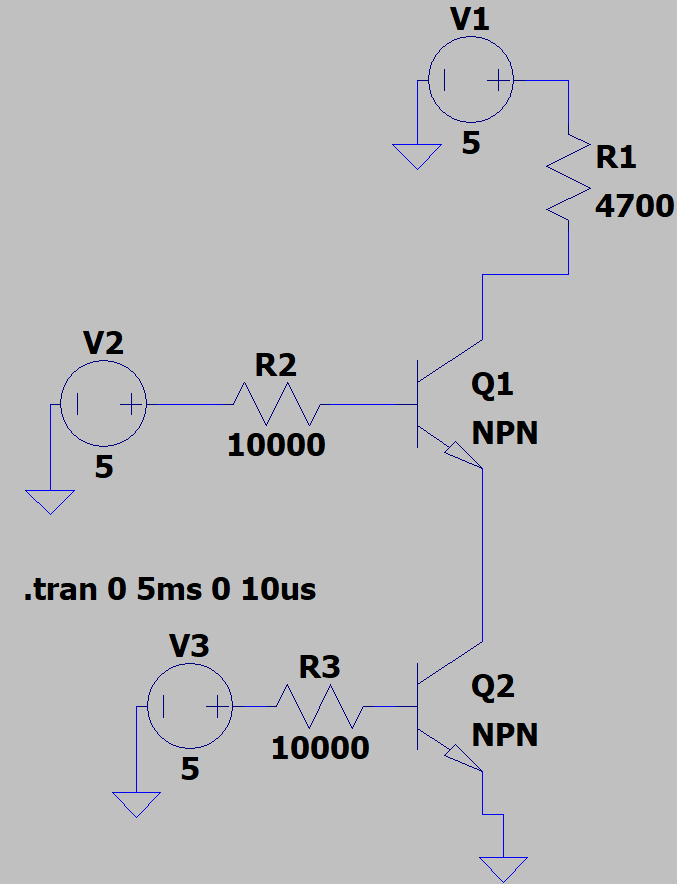 V1
5
R1
4700
V2
5
R2
10000
Q1
NPN
.tran 0 5ms 0 10us
V3
5
R3
10000
Q2
NPN